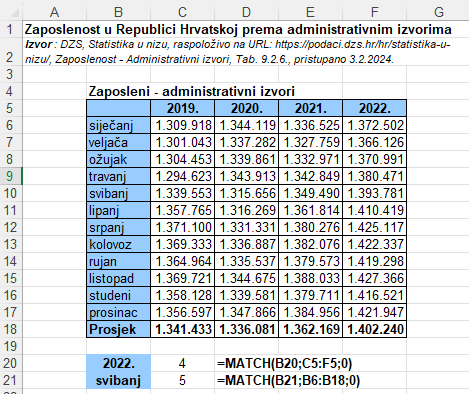 A B C D E F G
1 Zaposlenost u Republici Hrvatskoj prema administrativnim izvorima
Izvor : DZS, Statistika u nizu, raspoloživo na URL: https://podaci.dzs.hr/hr/statistika-u-
2 nizu/, Zaposlenost - Administrativni izvori, Tab. 9.2.6., pristupano 3.2.2024.
3
4 Zaposleni - administrativni izvori
5 2019. 2020. 2021. 2022.
6 siječanj 1.309.918 1.344.119 1.336.525 1.372.502
7 veljača 1.301.043 1.337.282 1.327.759 1.366.126
8 ožujak 1.304.453 1.339.861 1.332.971 1.370.991
9 travanj 1.294.623 1.343.913 1.342.849 1.380.471
10 svibanj 1.339.553 1.315.656 1.349.490 1.393.781
11 lipanj 1.357.765 1.316.269 1.361.814 1.410.419
12 srpanj 1.371.100 1.331.331 1.380.276 1.425.117
13 kolovoz 1.369.333 1.336.887 1.382.076 1.422.337
14 rujan 1.364.964 1.335.537 1.379.573 1.419.298
15 listopad 1.369.721 1.344.675 1.388.033 1.427.366
16 studeni 1.358.129 1.339.581 1.379.711 1.416.521
17 prosinac 1.356.597 1.347.866 1.384.956 1.421.947
18 Prosjek 1.341.433 1.336.081 1.362.169 1.402.240
19
20 2022. 4 =MATCH(B20;C5:F5;0)
21 svibanj 5 =MATCH(B21;B6:B18;0)